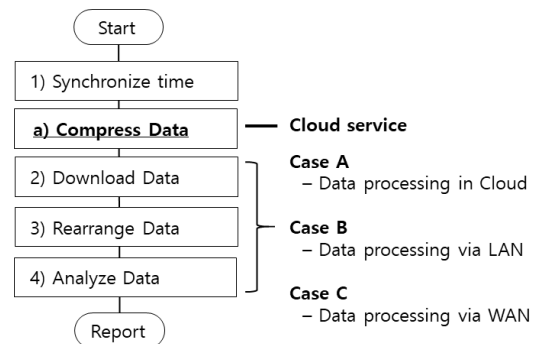 Start
1) Synchronize time
a) Compress Data
Cloud service
2) Download Data
3) Rearrange Data
4) Analyze Data
Case A
– Data processing in Cloud
Case B
– Data processing via LAN
Case C
– Data processing via WAN
Report